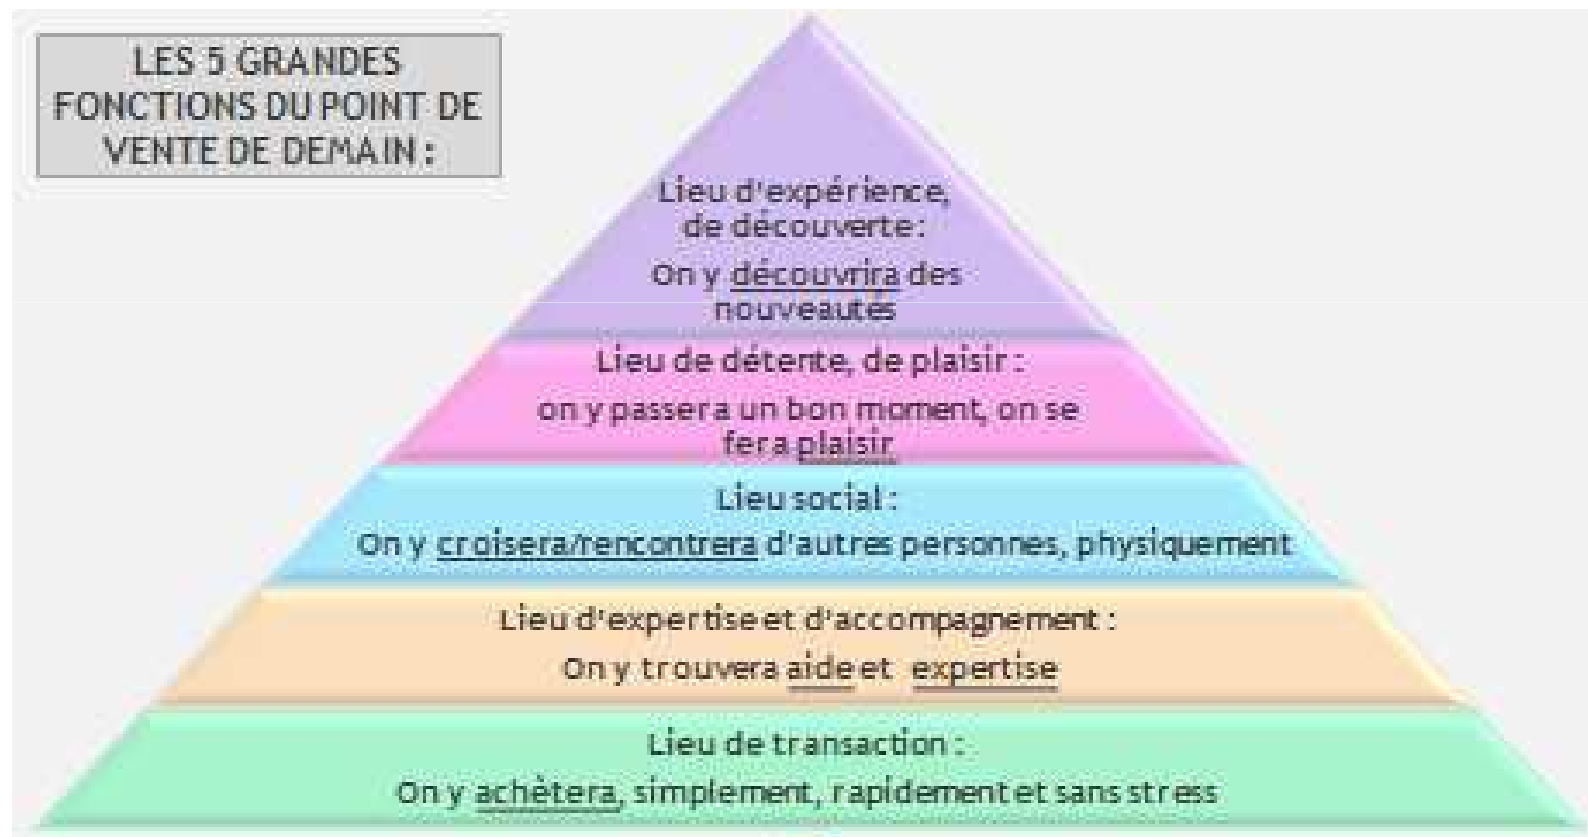 LES 5 GRANDES
FONCTIONS DU POINT DE
VENTE DE DEMAIN :
Lieu d'expérience,
de découverte :
On y découvrira des
nouveautés
Lieu de détente, de plaisir :
on y passera un bon moment, on se
fera plaisir
Lieu social :
On y croisera/rencontrera d'autres personnes, physiquement
Lieu d'expertise et d'accompagnement :
On y trouvera aide et expertise
Lieu de transaction :
On y achètera, simplement, rapidement et sans stress